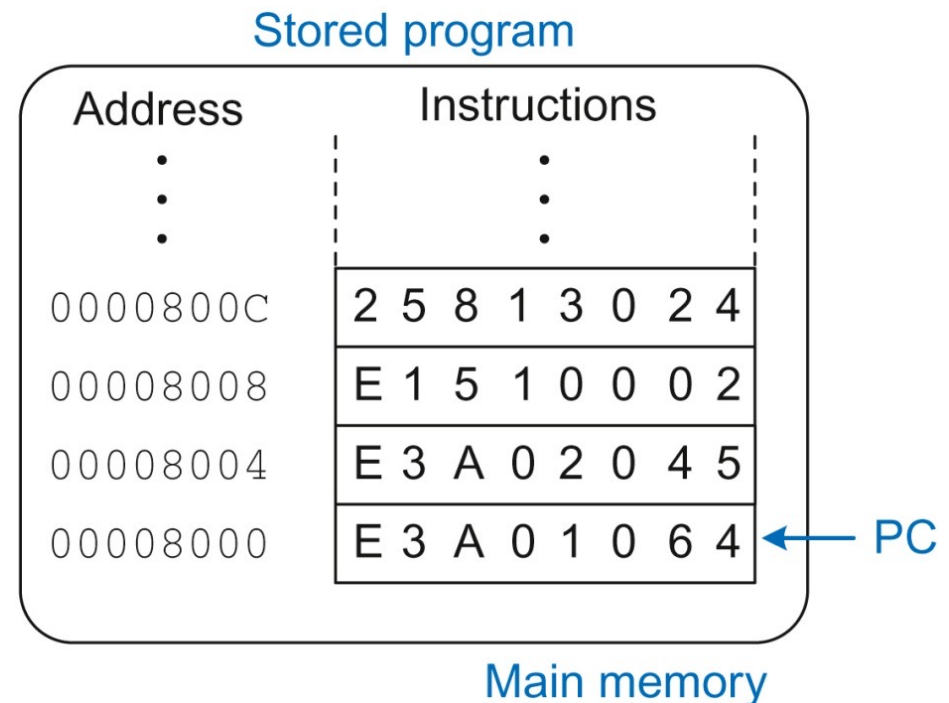 Stored program
Address Instructions
0000800C 2 5 8 1 3 0 2 4
00008008 E 1 5 1 0 0 0 2
00008004 E 3 A 0 2 0 4 5
00008000 E 3 A 0 1 0 6 4 PC
Main memory